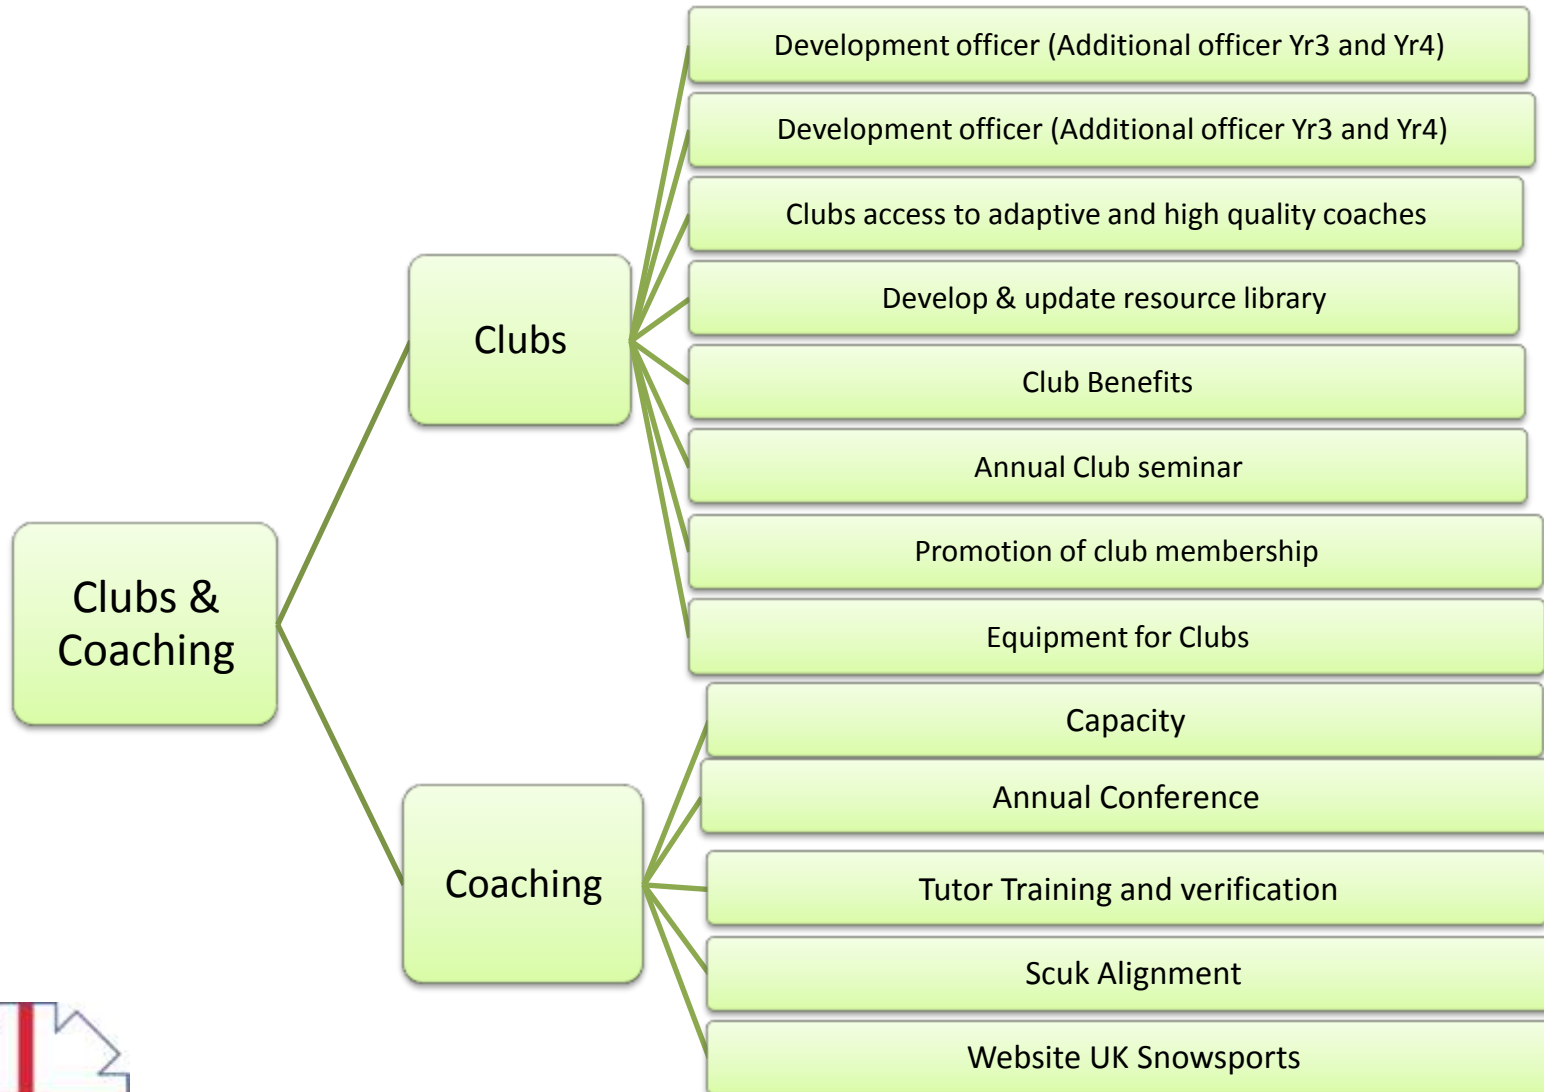 Clubs &
Coaching
Clubs
Development officer (Additional officer Yr3 and Yr4)
Development officer (Additional officer Yr3 and Yr4)
Clubs access to adaptive and high quality coaches
Develop & update resource library
Club Benefits
Annual Club seminar
Promotion of club membership
Equipment for Clubs
Coaching
Capacity
Annual Conference
Tutor Training and verification
Scuk Alignment
Website UK Snowsports